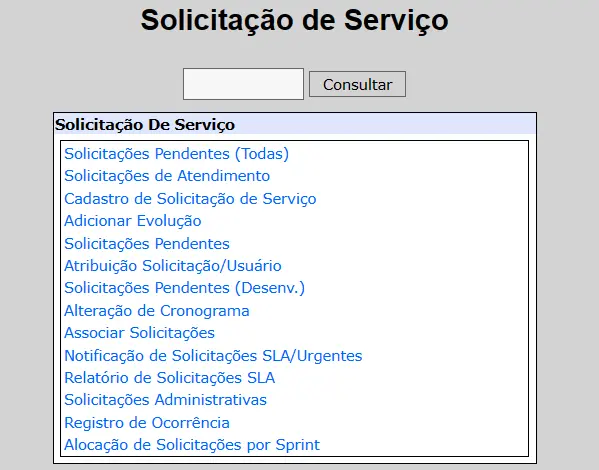 Solicitação de Serviço
Consultar
Solicitação De Serviço
Solicitações Pendentes (Todas)
Solicitações de Atendimento
Cadastro de Solicitação de Serviço
Adicionar Evolução
Solicitações Pendentes
Atribuição Solicitação/Usuário
Solicitações Pendentes (Desenv.)
Alteração de Cronograma
Associar Solicitações
Notificação de Solicitações SLA/Urgentes
Relatório de Solicitações SLA
Solicitações Administrativas
Registro de Ocorrência
Alocação de Solicitações por Sprint